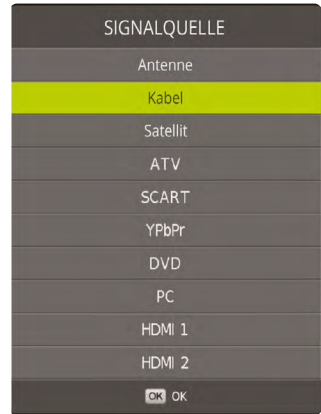 SIGNALQUELLE
Antenne
Kabel
Satellit
ATV
SCART
YPbPr
DVD
PC
HDMI 1
HDMI 2
OK OK